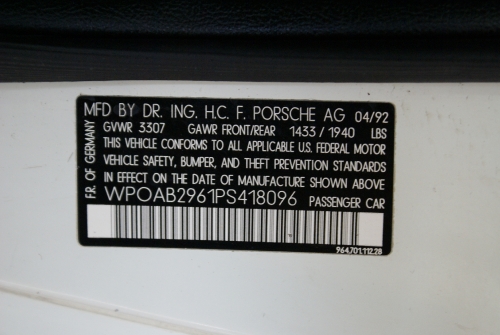 MFD BY DR. ING. H.C. F. PORSCHE AG 04/92
GVWR 3307 GAWR FRONT/REAR 1433 / 1940 LBS
THIS VEHICLE CONFORMS TO ALL APPLICABLE U.S. FEDERAL MOTOR
VEHICLE SAFETY, BUMPER, AND THEFT PREVENTION STANDARDS
IN EFFECT ON THE DATE OF MANUFACTURE SHOWN ABOVE.
WPOAB2961PS418096 PASSENGER CAR
964.701.112.28
F.R. OF GERMANY